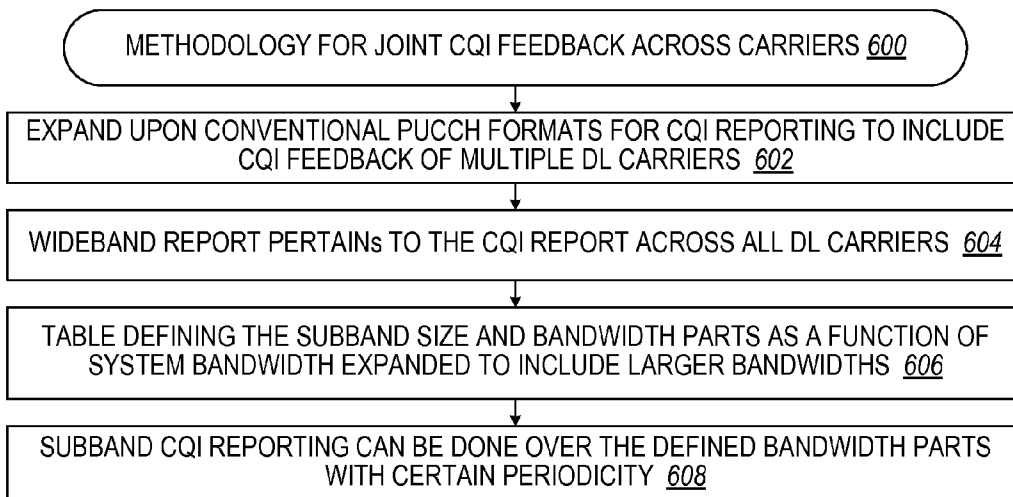 METHODOLOGY FOR JOINT CQI FEEDBACK ACROSS CARRIERS 600
EXPAND UPON CONVENTIONAL PUCCH FORMATS FOR CQI REPORTING TO INCLUDE
CQI FEEDBACK OF MULTIPLE DL CARRIERS 602
WIDEBAND REPORT PERTAINs TO THE CQI REPORT ACROSS ALL DL CARRIERS 604
TABLE DEFINING THE SUBBAND SIZE AND BANDWIDTH PARTS AS A FUNCTION OF
SYSTEM BANDWIDTH EXPANDED TO INCLUDE LARGER BANDWIDTHS 606
SUBBAND CQI REPORTING CAN BE DONE OVER THE DEFINED BANDWIDTH PARTS
WITH CERTAIN PERIODICITY 608